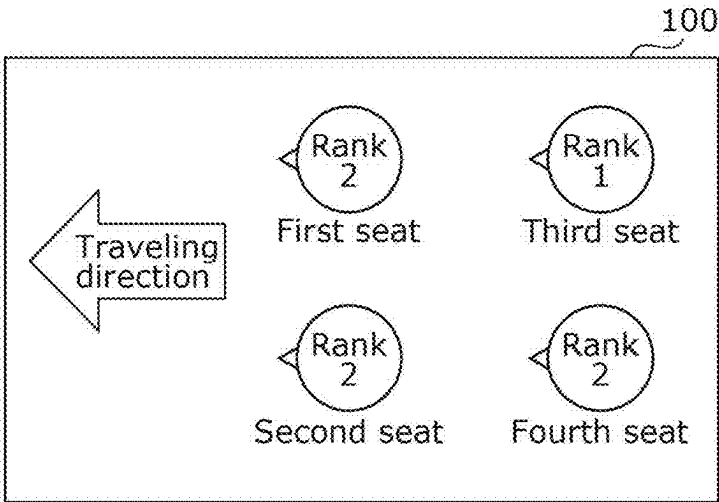 100
Rank
2
First seat
Rank
1
Third seat
Traveling
direction
Rank
2
Second seat
Rank
2
Fourth seat